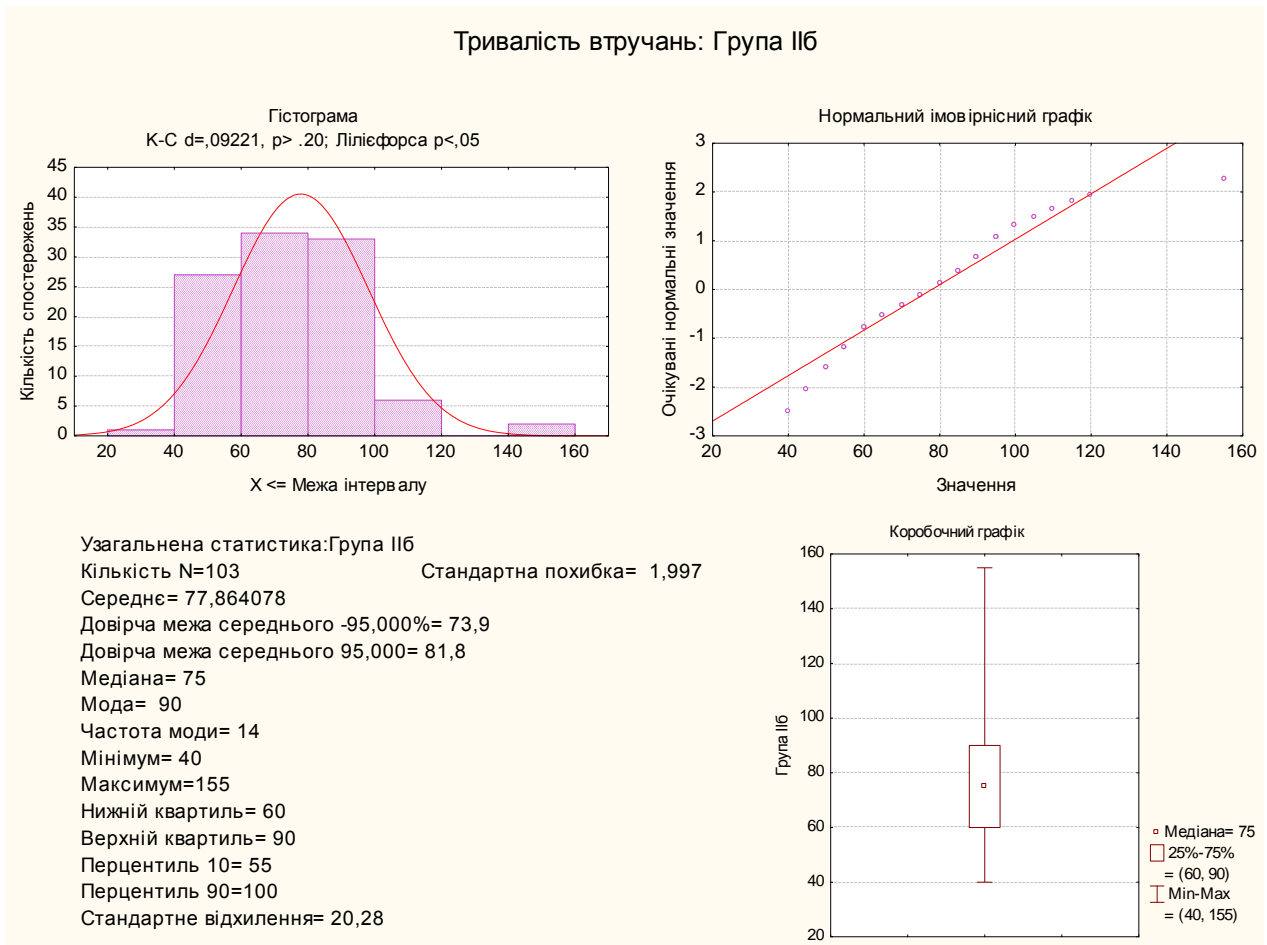 Тривалість втручань: Група ІІб
Гістограма
К-С d=,09221, p> .20; Лілієфорса p<,05
Кількість спостережень
45
40
35
30
25
20
15
10
5
0
20 40 60 80 100 120 140 160
X <= Межа інтервалу
Нормальний імовірнісний графік
Очікувані нормальні значення
3
2
1
0
-1
-2
-3
20 40 60 80 100 120 140 160
Значення
Узагальнена статистика:Група ІІб
Кількість N=103 Стандартна похибка= 1,997
Середнє= 77,864078
Довірча межа середнього -95,000%= 73,9
Довірча межа середнього 95,000= 81,8
Медіана= 75
Мода= 90
Частота моди= 14
Мінімум= 40
Максимум=155
Нижній квартиль= 60
Верхній квартиль= 90
Перцентиль 10= 55
Перцентиль 90=100
Стандартне відхилення= 20,28
Коробочний графік
Група ІІб
160
140
120
100
80
60
40
20
Медіана= 75
25%-75%
= (60, 90)
Min-Max
= (40, 155)